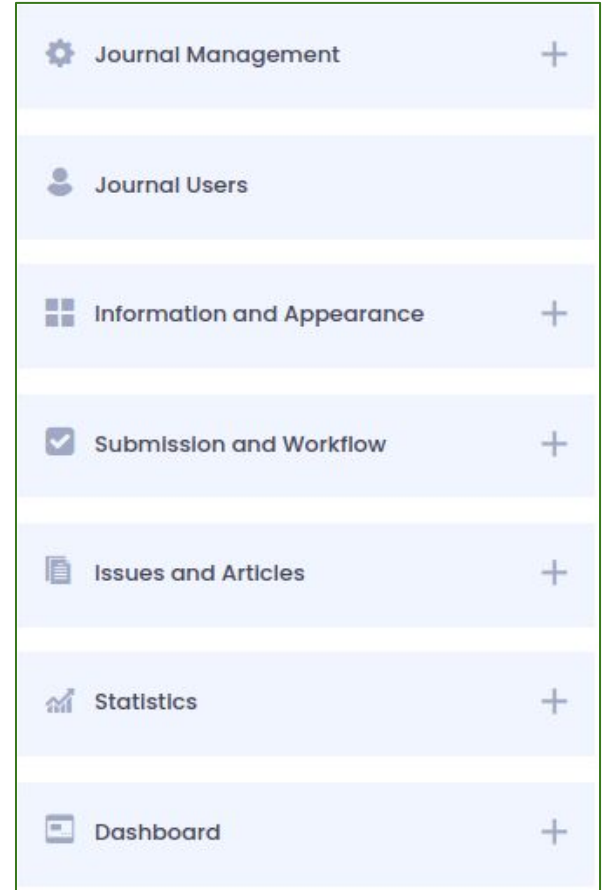 Journal Management
Journal Users
Information and Appearance
Submission and Workflow
Issues and Articles
Statistics
Dashboard